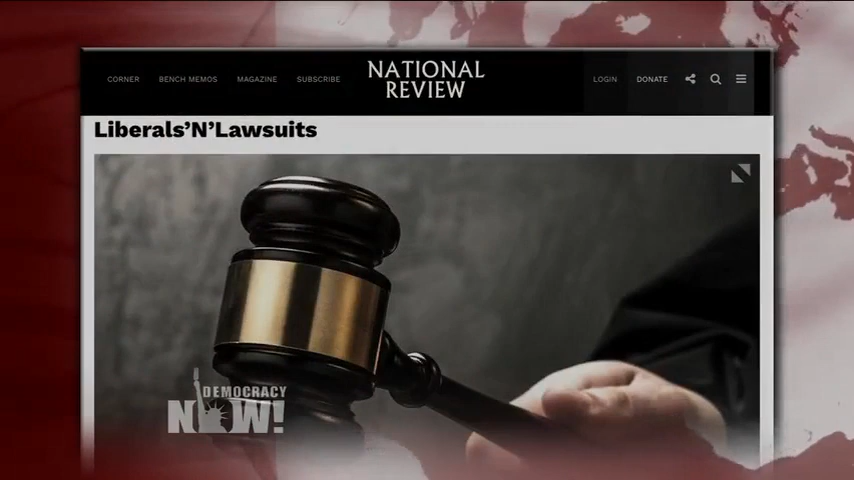 CORNER BENCH MEMOS MAGAZINE SUBSCRIBE
NATIONAL
REVIEW
LOGIN DONATE
Liberals'N'Lawsuits
DEMOCRACY
NOW!